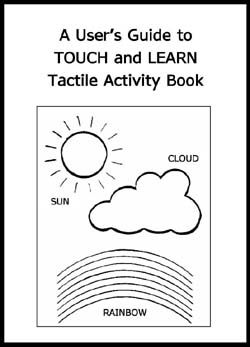 A User's Guide to
TOUCH and LEARN
Tactile Activity Book
CLOUD
SUN
RAINBOW